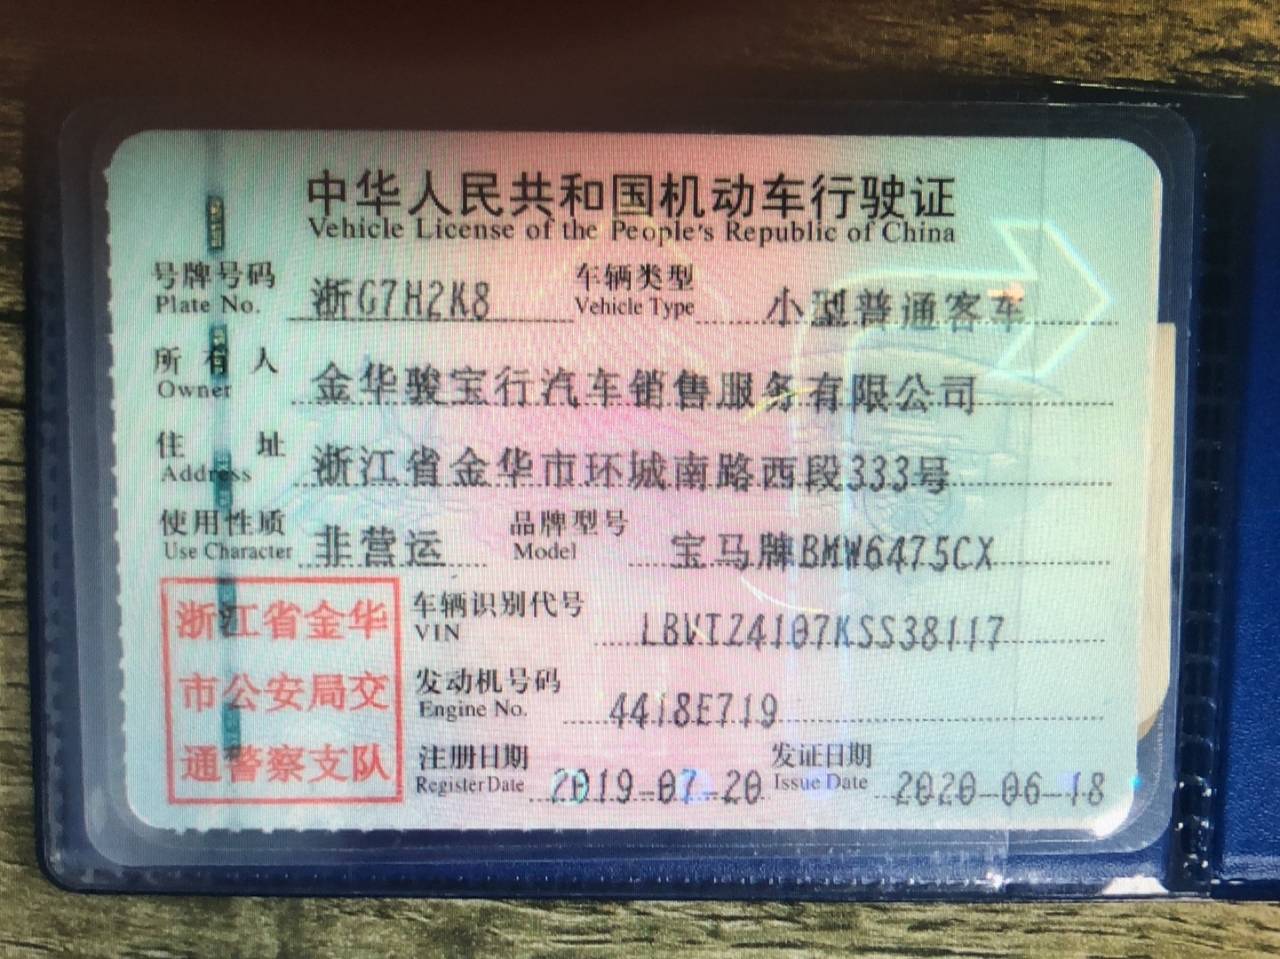 中华人民共和国机动车行驶证
Vehicle License of the People's Republic of China
号牌号码 浙G7H2K8 车辆类型 小型普通客车
Plate No. Vehicle Type
所有人 金华骏宝行汽车销售服务有限公司
Owner
住址 浙江省金华市环城南路西段333号
Address
使用性质 非营运 品牌型号 宝马牌BMW6475CX
Use Character Model
浙江省金华
市公安局交
通警察支队
车辆识别代号 LBVTZ4107KSS38117
VIN
发动机号码 4418E719
Engine No.
注册日期 2019-07-20 发证日期 2020-06-18
Register Date Issue Date